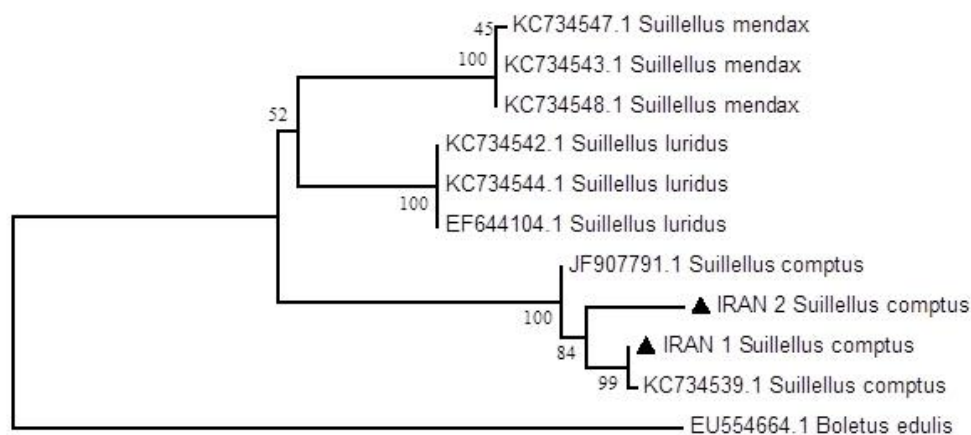 45
KC734547.1 Suillellus mendax
100
KC734543.1 Suillellus mendax
KC734548.1 Suillellus mendax
52
KC734542.1 Suillellus luridus
KC734544.1 Suillellus luridus
100
EF644104.1 Suillellus luridus
JF907791.1 Suillellus comptus
IRAN 2 Suillellus comptus
100
IRAN 1 Suillellus comptus
84
99
KC734539.1 Suillellus comptus
EU554664.1 Boletus edulis